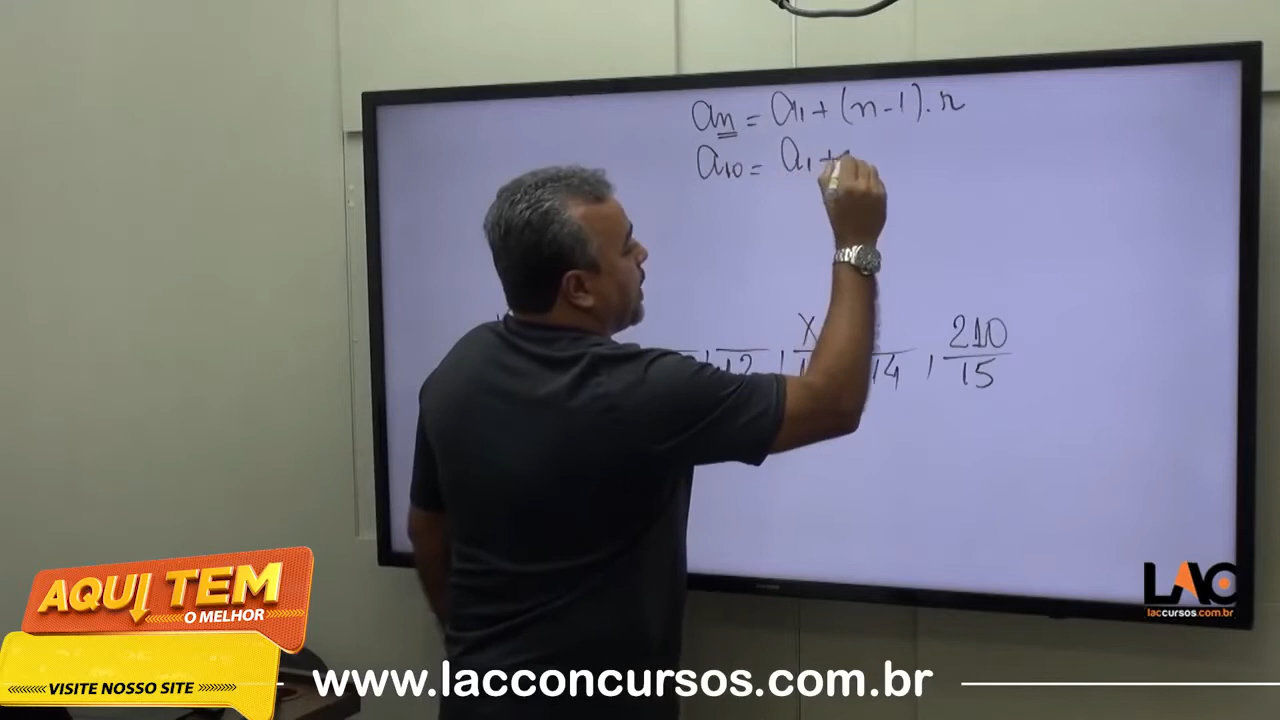 an = a1 + (n-1).r
a10 = a1 +
X 210
12, 14, 15
LAC
laccursos.com.br
AQUI TEM
O MELHOR
VISITE NOSSO SITE
www.lacconcursos.com.br